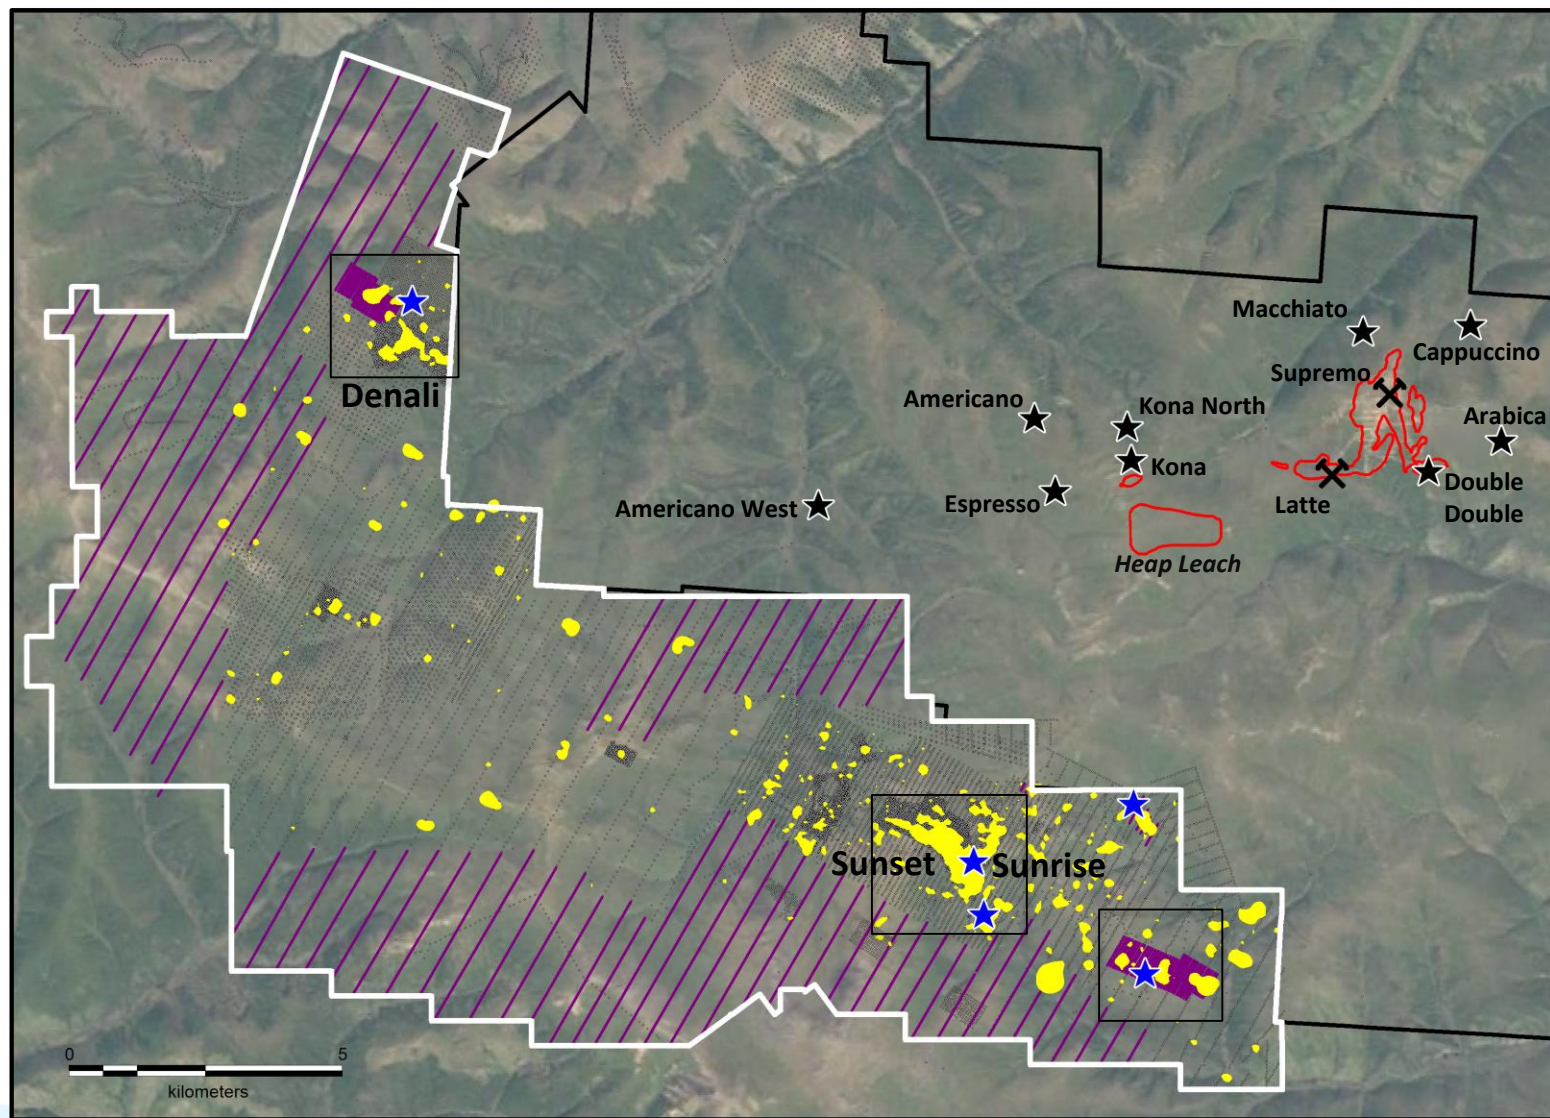 Macchiato
Cappuccino
Supremo
Americano
Kona North
Arabica
Kona
Denali
Espresso
Latte
Double
Double
Americano West
Heap Leach
Sunset
Sunrise
0
5
kilometers